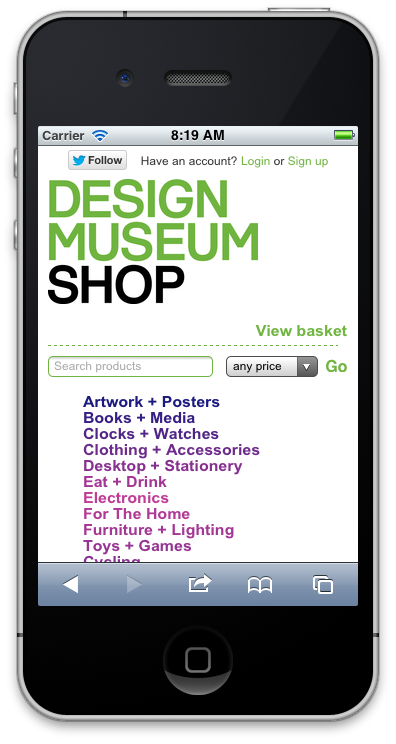 Carrier 8:19 AM
Follow Have an account? Login or Sign up
DESIGN
MUSEUM
SHOP
View basket
Search products any price Go
Artwork + Posters
Books + Media
Clocks + Watches
Clothing + Accessories
Desktop + Stationery
Eat + Drink
Electronics
For The Home
Furniture + Lighting
Toys + Games
Cycling